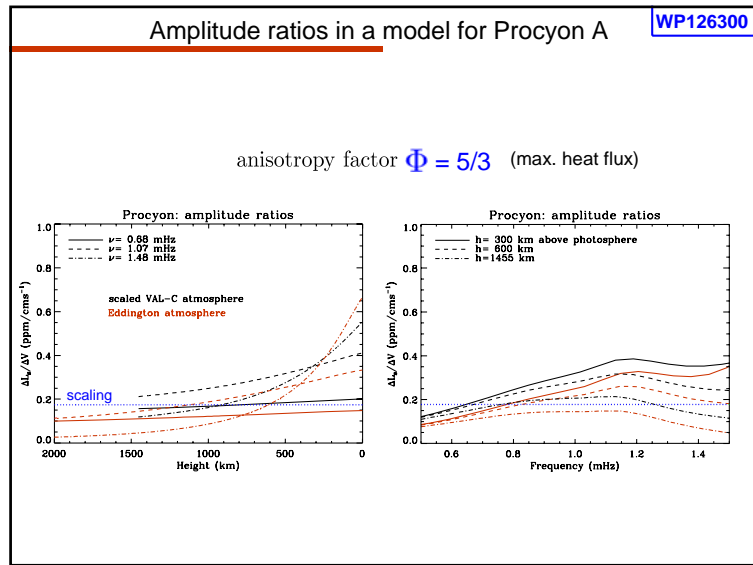 Amplitude ratios in a model for Procyon A
WP126300
anisotropy factor Φ = 5/3 (max. heat flux)
Procyon: amplitude ratios
ΔLₛ/ΔV (ppm/cms⁻¹)
1.0
0.8
0.6
0.4
0.2
0.0
ν= 0.68 mHz
ν= 1.07 mHz
ν= 1.48 mHz
scaled VAL-C atmosphere
Eddington atmosphere
scaling
2000 1500 1000 500 0
Height (km)
Procyon: amplitude ratios
ΔLₛ/ΔV (ppm/cms⁻¹)
1.0
0.8
0.6
0.4
0.2
0.0
h= 300 km above photosphere
h= 600 km
h=1455 km
0.6 0.8 1.0 1.2 1.4
Frequency (mHz)